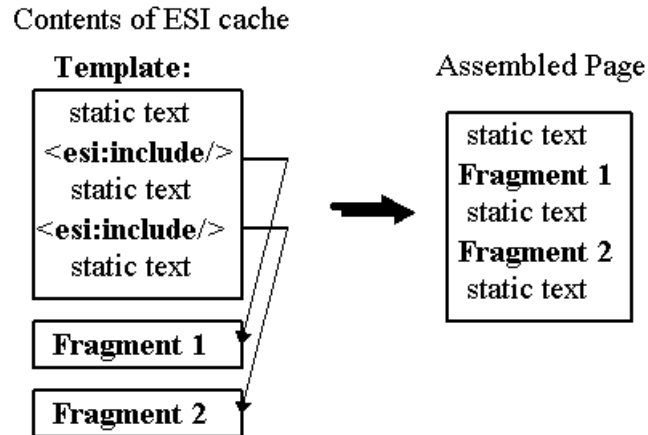 Contents of ESI cache
Template:
static text
<esi:include/>
static text
<esi:include/>
static text
Fragment 1
Fragment 2
Assembled Page
static text
Fragment 1
static text
Fragment 2
static text